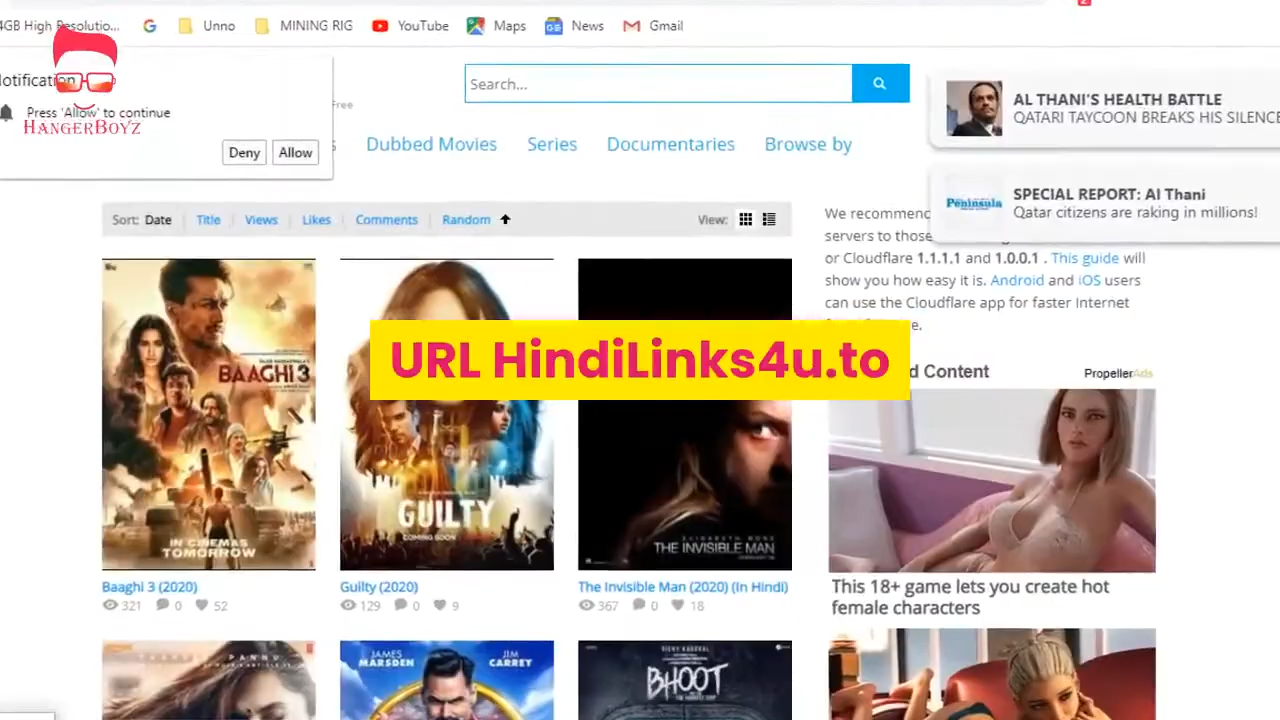 4GB High Resolutio...
Unno
MINING RIG
YouTube
Maps
News
Gmail
2
Notification
Press 'Allow' to continue
HANGERBOYZ
Deny
Allow
Free
Search...
Dubbed Movies
Series
Documentaries
Browse by
AL THANI'S HEALTH BATTLE
QATARI TAYCOON BREAKS HIS SILENCE
SPECIAL REPORT: Al Thani
Peninsula
Qatar citizens are raking in millions!
Sort: Date | Title | Views | Likes | Comments | Random
View:
We recommend
servers to those
or Cloudflare 1.1.1.1 and 1.0.0.1 . This guide will
show you how easy it is. Android and iOS users
can use the Cloudflare app for faster Internet
URL HindiLinks4u.to
Content
PropellerAds
BAAGHI 3
IN CINEMAS
TOMORROW
GUILTY
COMING SOON
ELISABETH MOSS
THE INVISIBLE MAN
This 18+ game lets you create hot
female characters
Baaghi 3 (2020)
321 0 52
Guilty (2020)
129 0 9
The Invisible Man (2020) (In Hindi)
367 0 18
PANNU
JAMES
MARSDEN
JIM
CARREY
VICKY KAUSHAL
BHOOT